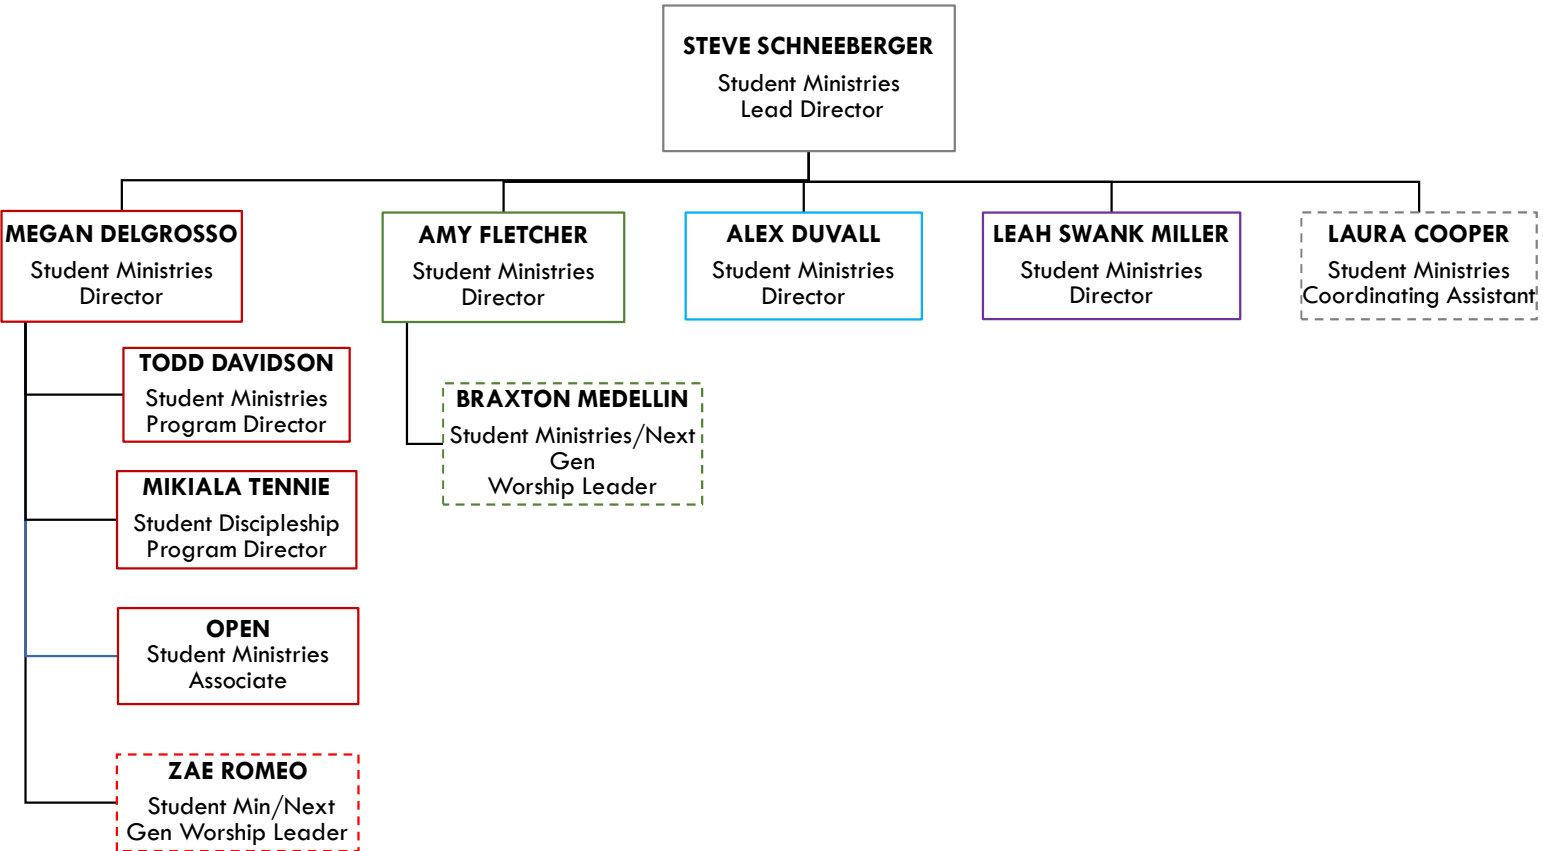 STEVE SCHNEEBERGER
Student Ministries
Lead Director
MEGAN DELGROSSO
Student Ministries
Director
AMY FLETCHER
Student Ministries
Director
ALEX DUVALL
Student Ministries
Director
LEAH SWANK MILLER
Student Ministries
Director
LAURA COOPER
Student Ministries
Coordinating Assistant
TODD DAVIDSON
Student Ministries
Program Director
MIKIALA TENNIE
Student Discipleship
Program Director
OPEN
Student Ministries
Associate
ZAE ROMEO
Student Min/Next
Gen Worship Leader
BRAXTON MEDELLIN
Student Ministries/Next
Gen
Worship Leader